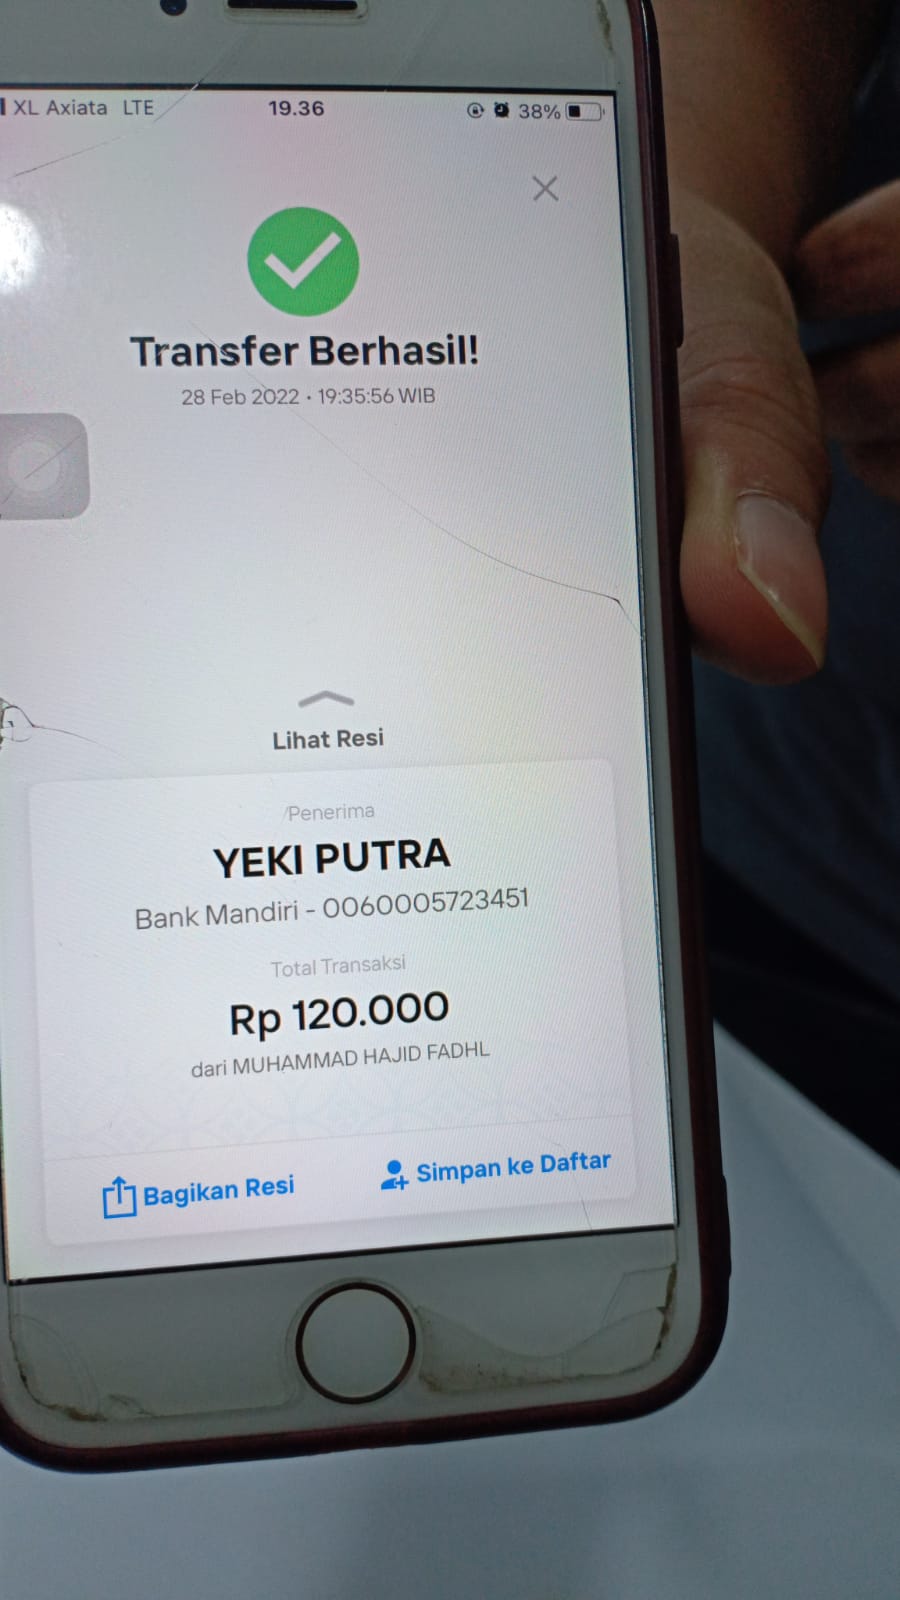 XL Axiata LTE 19.36 38%
Transfer Berhasil!
28 Feb 2022 • 19:35:56 WIB
Lihat Resi
Penerima
YEKI PUTRA
Bank Mandiri - 0060005723451
Total Transaksi
Rp 120.000
dari MUHAMMAD HAJID FADHL
Bagikan Resi
Simpan ke Daftar